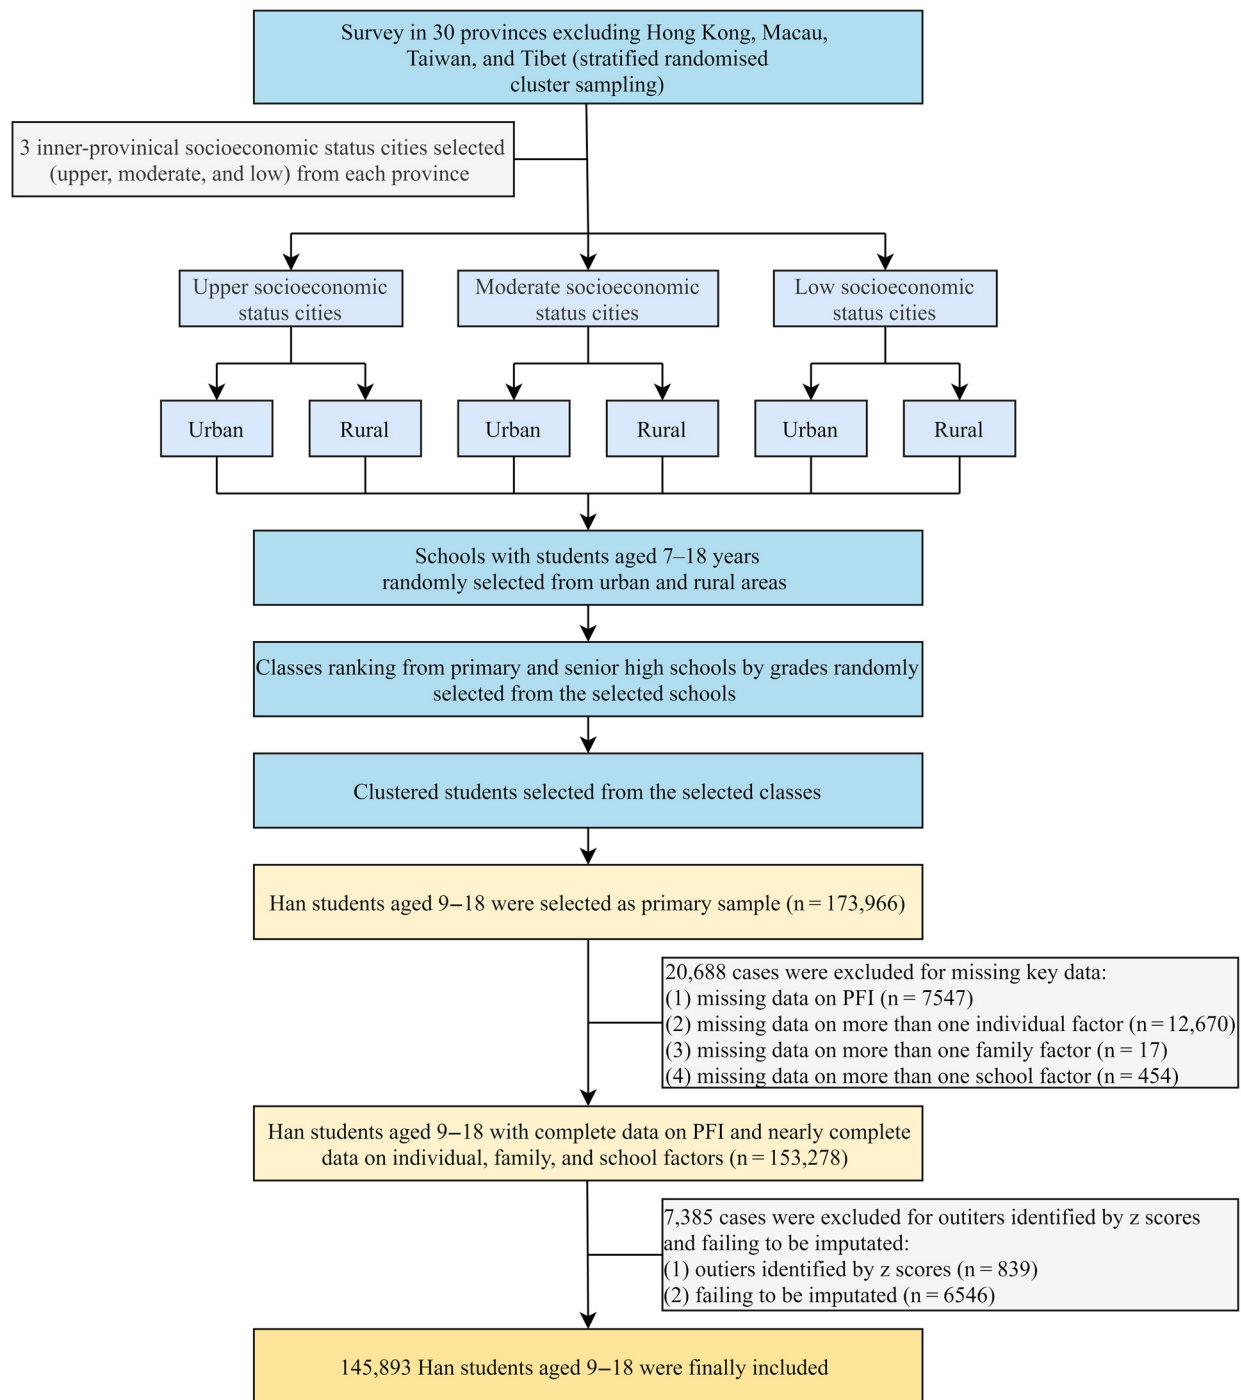 Survey in 30 provinces excluding Hong Kong, Macau,
Taiwan, and Tibet (stratified randomised
cluster sampling)
3 inner-provinical socioeconomic status cities selected
(upper, moderate, and low) from each province
Upper socioeconomic
status cities
Moderate socioeconomic
status cities
Low socioeconomic
status cities
Urban
Rural
Urban
Rural
Urban
Rural
Schools with students aged 7–18 years
randomly selected from urban and rural areas
Classes ranking from primary and senior high schools by grades randomly
selected from the selected schools
Clustered students selected from the selected classes
Han students aged 9–18 were selected as primary sample (n = 173,966)
20,688 cases were excluded for missing key data:
(1) missing data on PFI (n = 7547)
(2) missing data on more than one individual factor (n = 12,670)
(3) missing data on more than one family factor (n = 17)
(4) missing data on more than one school factor (n = 454)
Han students aged 9–18 with complete data on PFI and nearly complete
data on individual, family, and school factors (n = 153,278)
7,385 cases were excluded for outiters identified by z scores
and failing to be imputated:
(1) outiers identified by z scores (n = 839)
(2) failing to be imputated (n = 6546)
145,893 Han students aged 9–18 were finally included